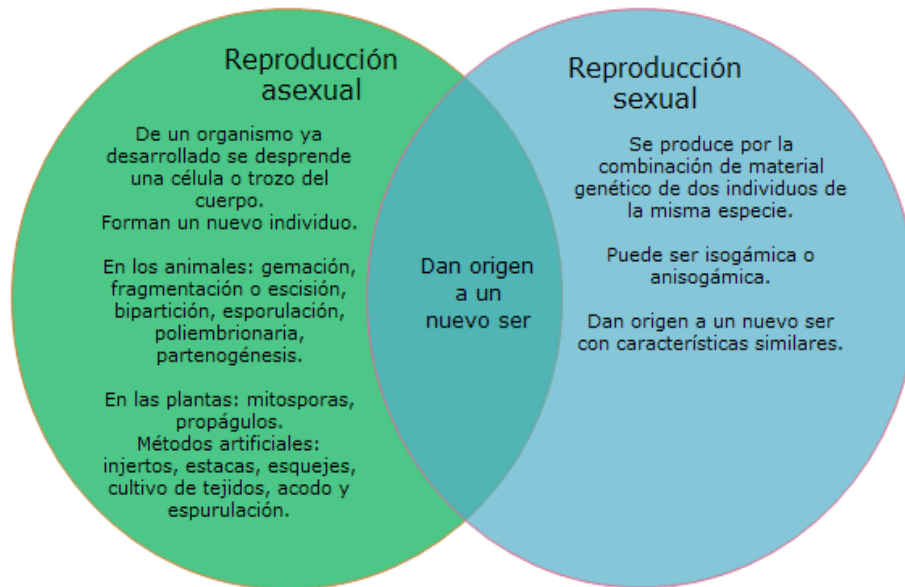 Reproducción
asexual
De un organismo ya
desarrollado se desprende
una célula o trozo del
cuerpo.
Forman un nuevo individuo.
En los animales: gemación,
fragmentación o escisión,
bipartición, esporulación,
poliembrionaria,
partenogénesis.
En las plantas: mitosporas,
propágulos.
Métodos artificiales:
injertos, estacas, esquejes,
cultivo de tejidos, acodo y
espurulación.
Dan origen
a un
nuevo ser
Reproducción
sexual
Se produce por la
combinación de material
genético de dos individuos de
la misma especie.
Puede ser isogámica o
anisogámica.
Dan origen a un nuevo ser
con características similares.